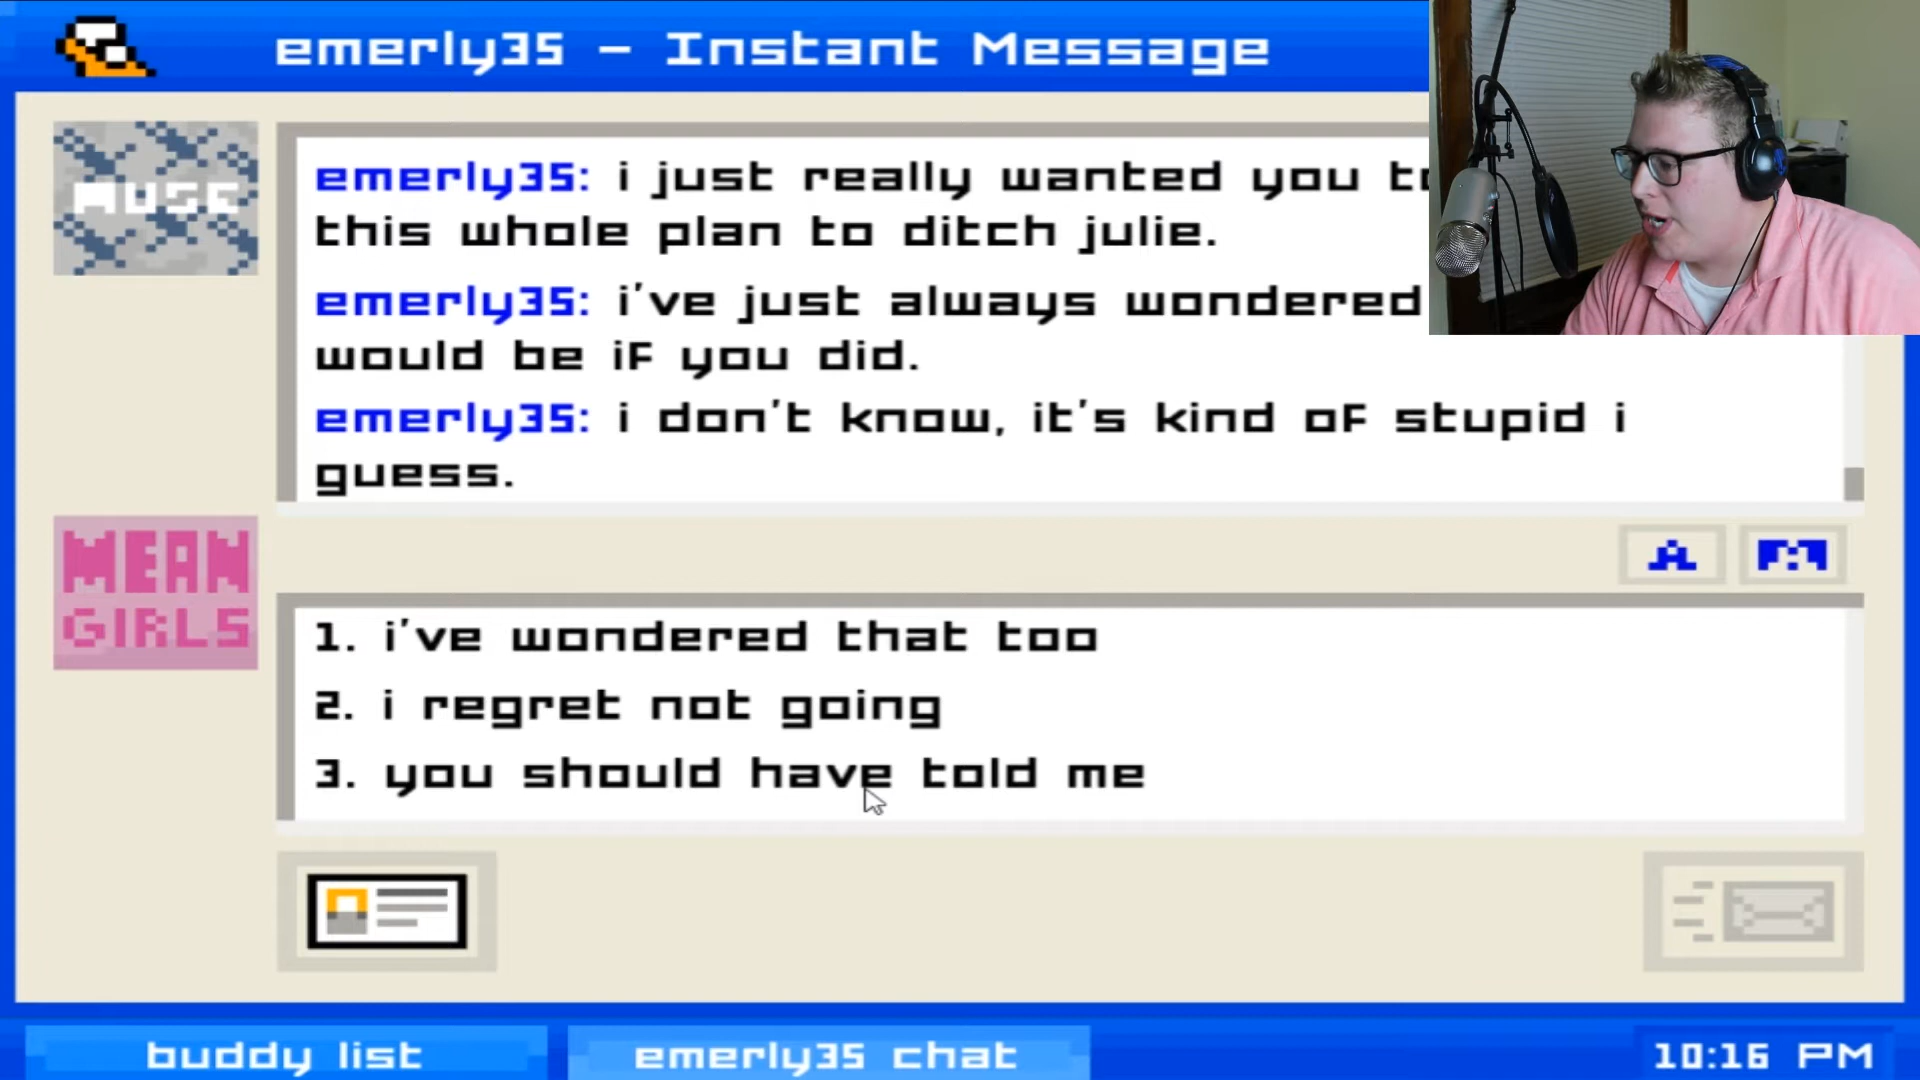 emerly35 - Instant Message
MUSE
emerly35: i just really wanted you
this whole plan to ditch julie.
emerly35: i've just always wondered
would be if you did.
emerly35: i don't know, it's kind of stupid i
guess.
MEAN
GIRLS
A
1. i've wondered that too
2. i regret not going
3. you should have told me
buddy list
emerly35 chat
10:16 PM